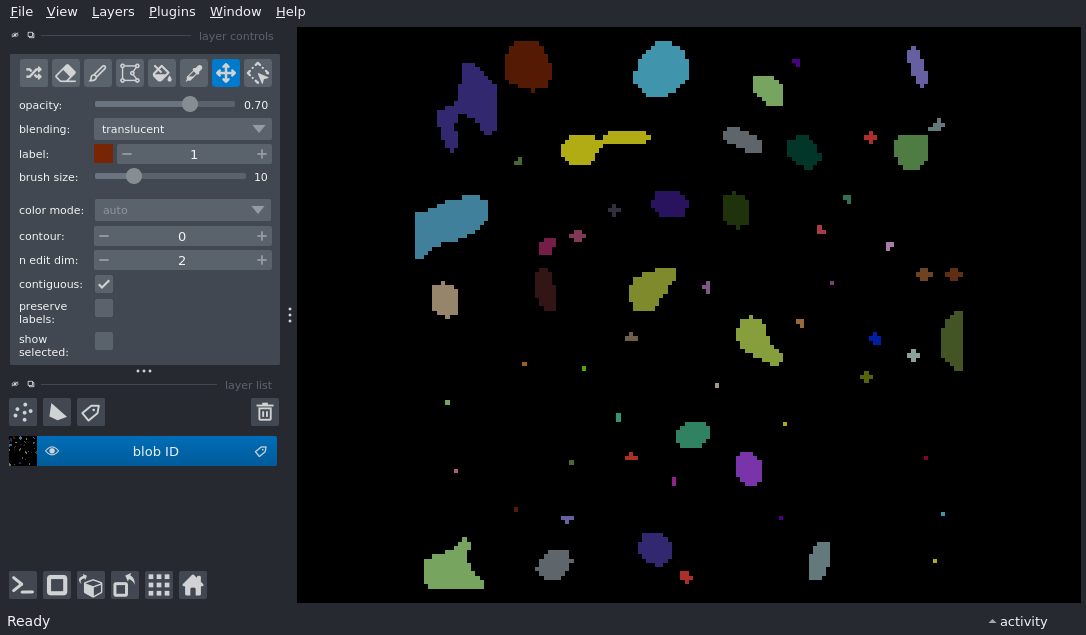 File View Layers Plugins Window Help
layer controls
opacity: 0.70
blending: translucent
label: 1
brush size: 10
color mode: auto
contour: 0
n edit dim: 2
contiguous:
preserve
labels:
show
selected:
layer list
blob ID
Ready
activity